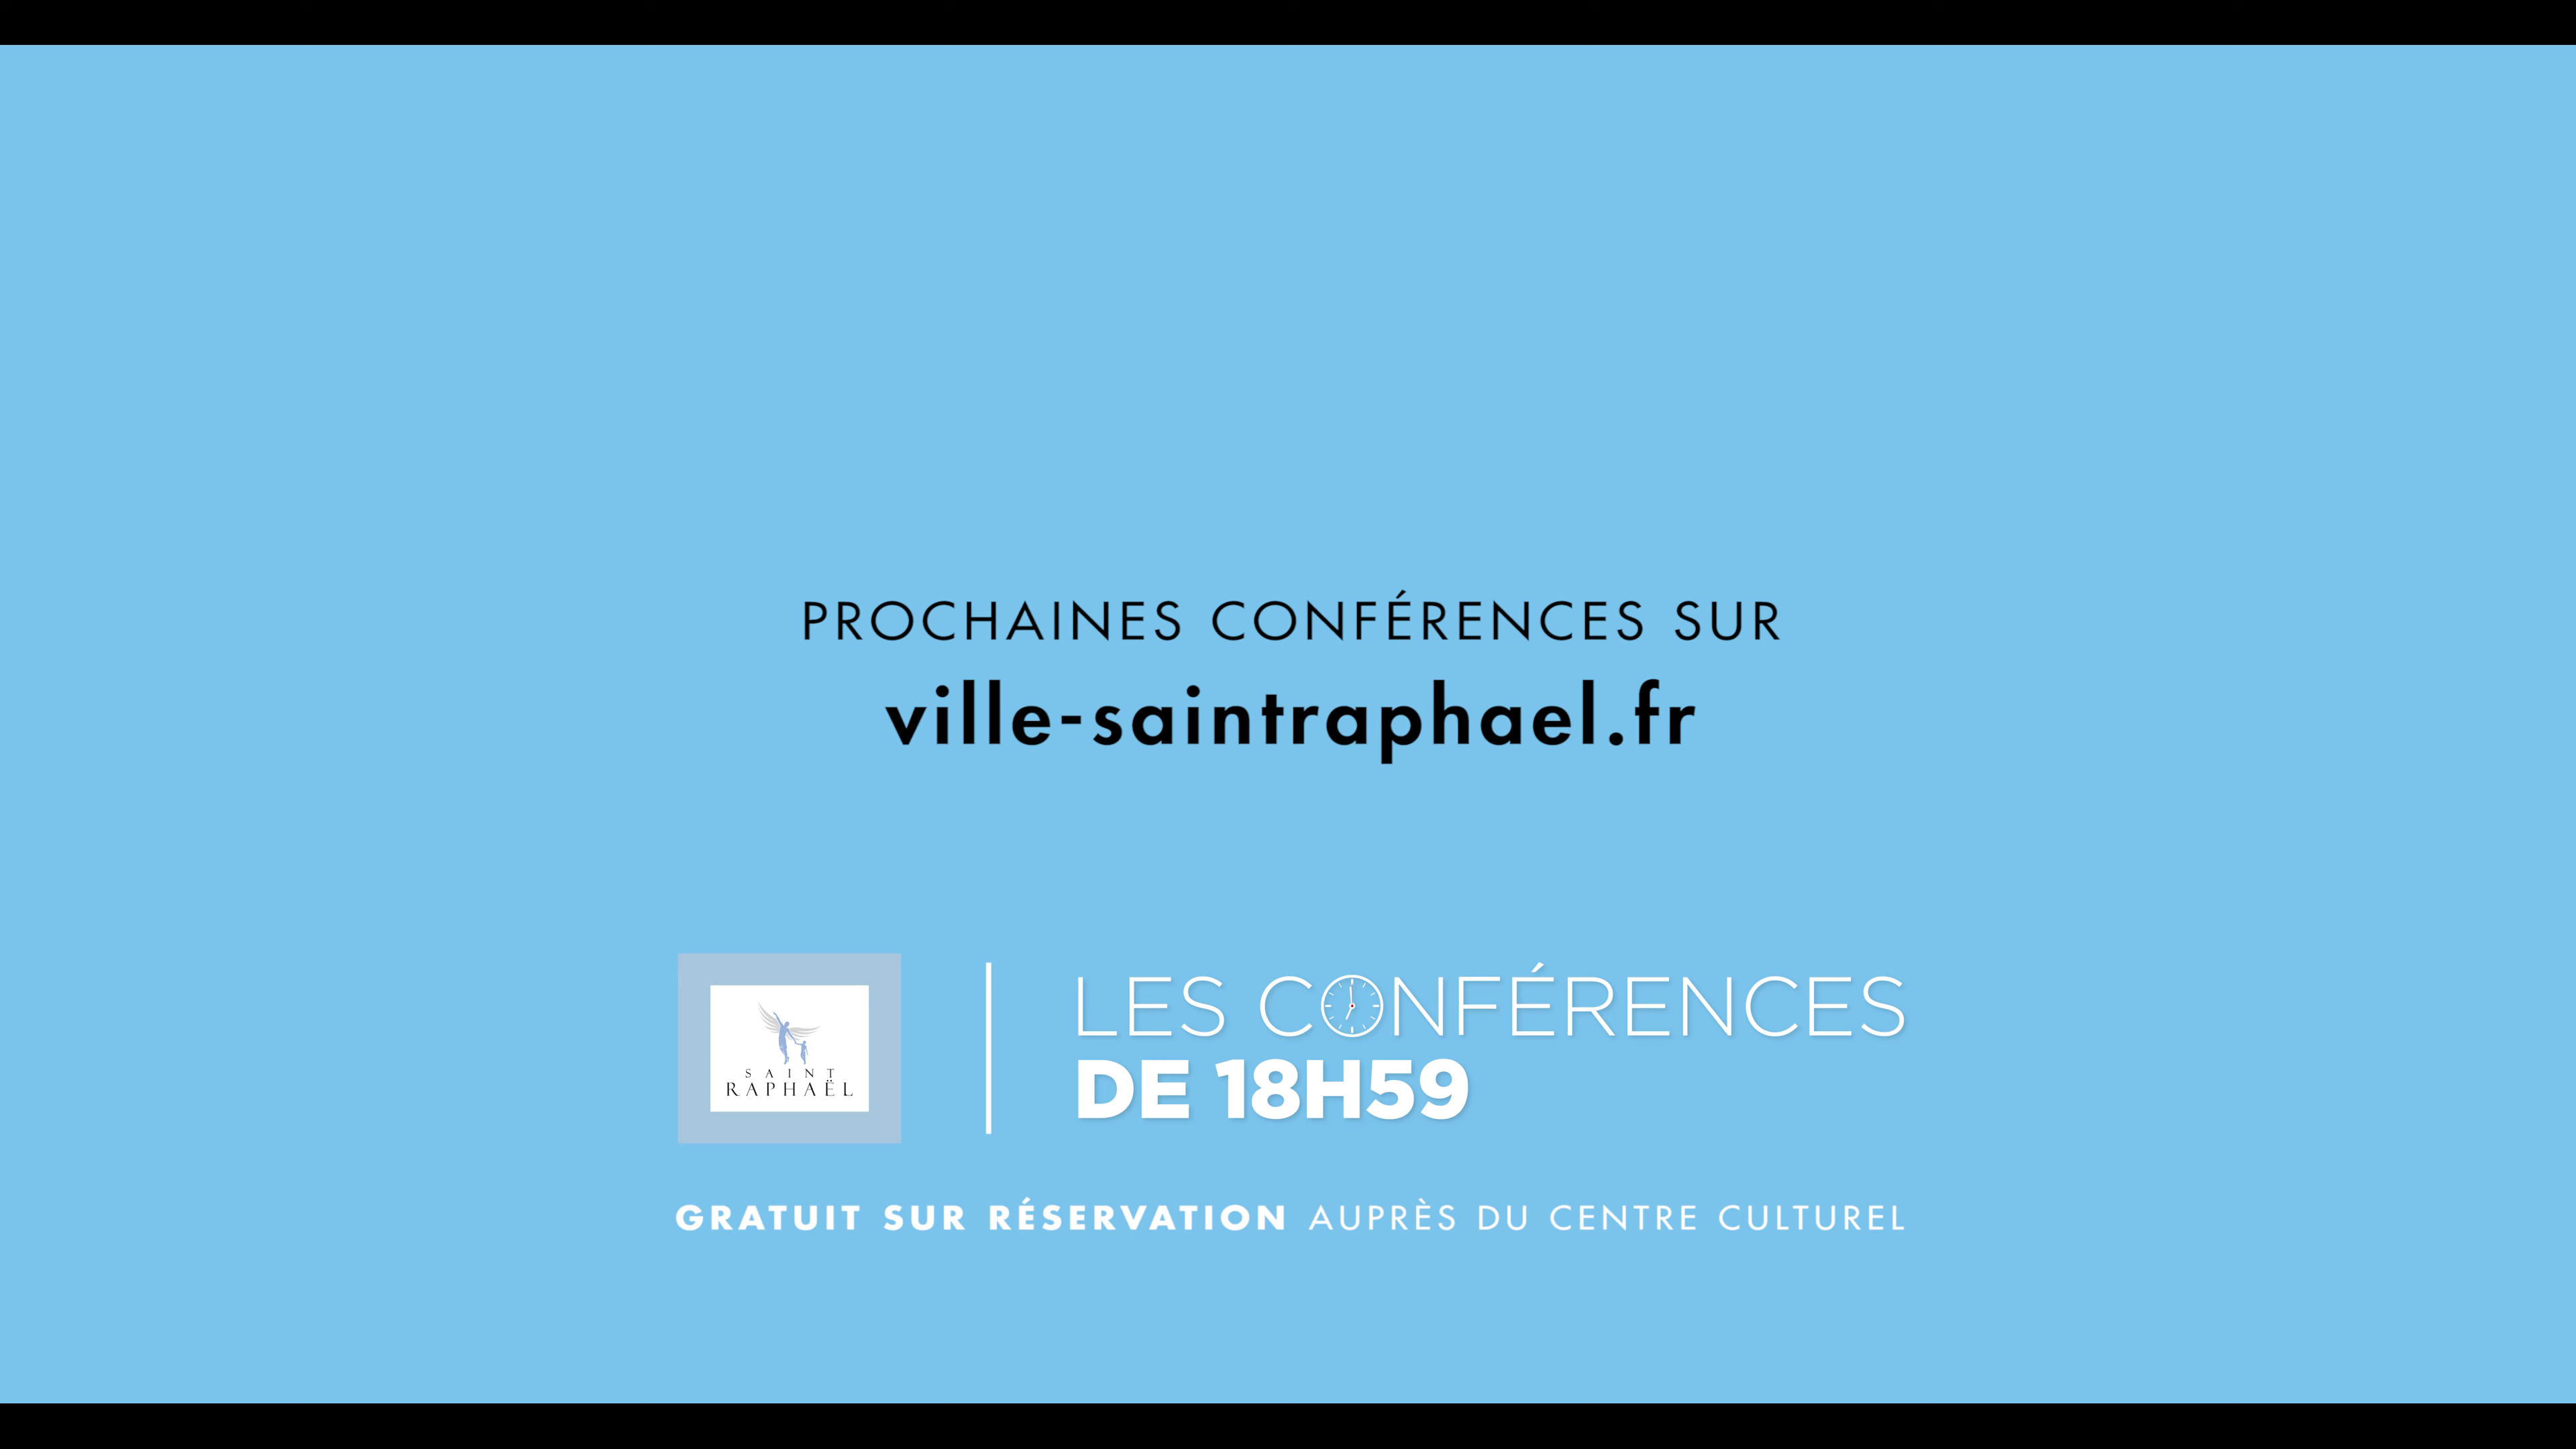 PROCHAINES CONFÉRENCES SUR
ville-saintraphael.fr
SAINT
RAPHAËL
LES CONFÉRENCES
DE 18H59
GRATUIT SUR RÉSERVATION AUPRÈS DU CENTRE CULTUREL